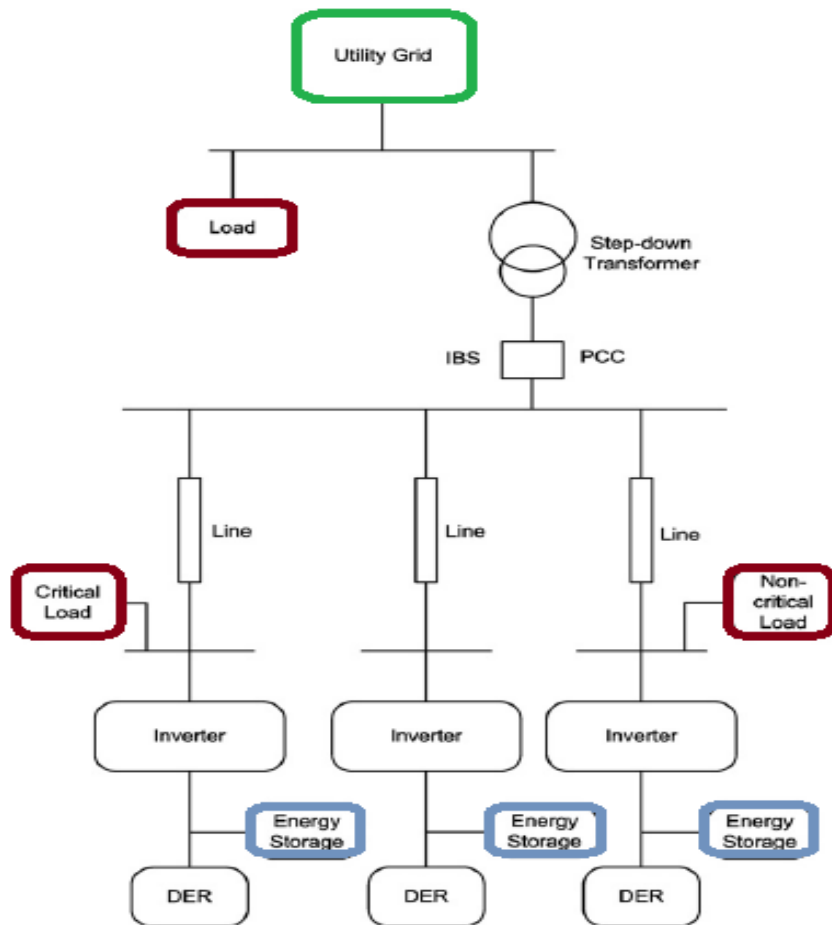 Utility Grid
Load
Step-down
Transformer
IBS
PCC
Line
Line
Line
Critical
Load
Non-
critical
Load
Inverter
Inverter
Inverter
Energy
Storage
Energy
Storage
Energy
Storage
DER
DER
DER